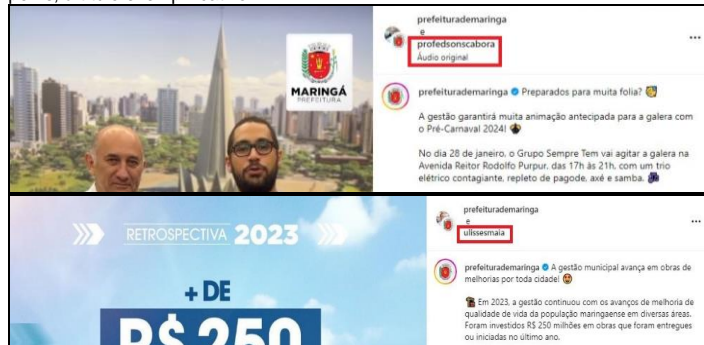 MARINGÁ
PREFEITURA
prefeiturademaringa
e
profedsonscabora
Áudio original
prefeiturademaringa Preparados para muita folia?
A gestão garantirá muita animação antecipada para a galera com
o Pré-Carnaval 2024!
No dia 28 de janeiro, o Grupo Sempre Tem vai agitar a galera na
Avenida Reitor Rodolfo Purpur, das 17h às 21h, com um trio
elétrico contagiante, repleto de pagode, axé e samba.
RETROSPECTIVA 2023
+ DE
R$ 250
prefeiturademaringa
e
ulissesmaia
prefeiturademaringa A gestão municipal avança em obras de
melhorias por toda cidade!
Em 2023, a gestão continuou com os avanços de melhoria de
qualidade de vida da população maringaense em diversas áreas.
Foram investidos R$ 250 milhões em obras que foram entregues
ou iniciadas no último ano.